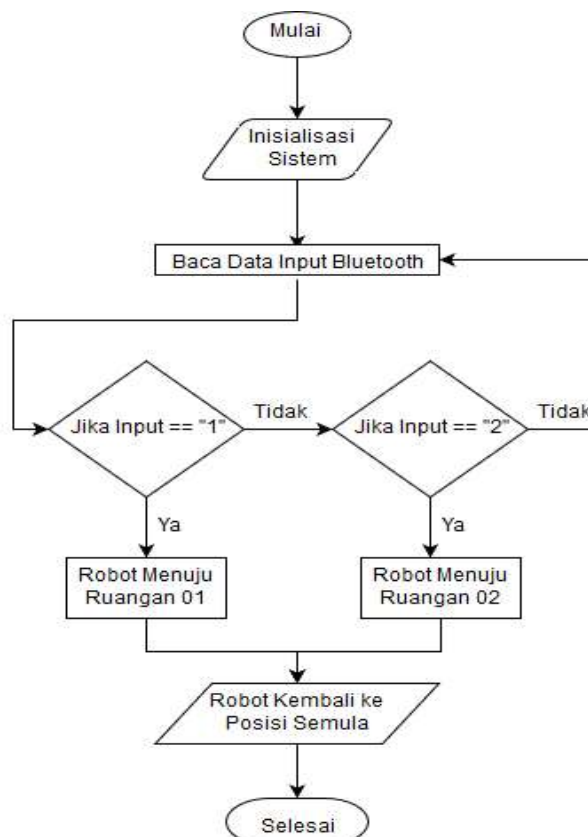 Mulai
Inisialisasi
Sistem
Baca Data Input Bluetooth
Jika Input == "1"
Tidak
Jika Input == "2"
Tidak
Ya
Ya
Robot Menuju
Ruangan 01
Robot Menuju
Ruangan 02
Robot Kembali ke
Posisi Semula
Selesai